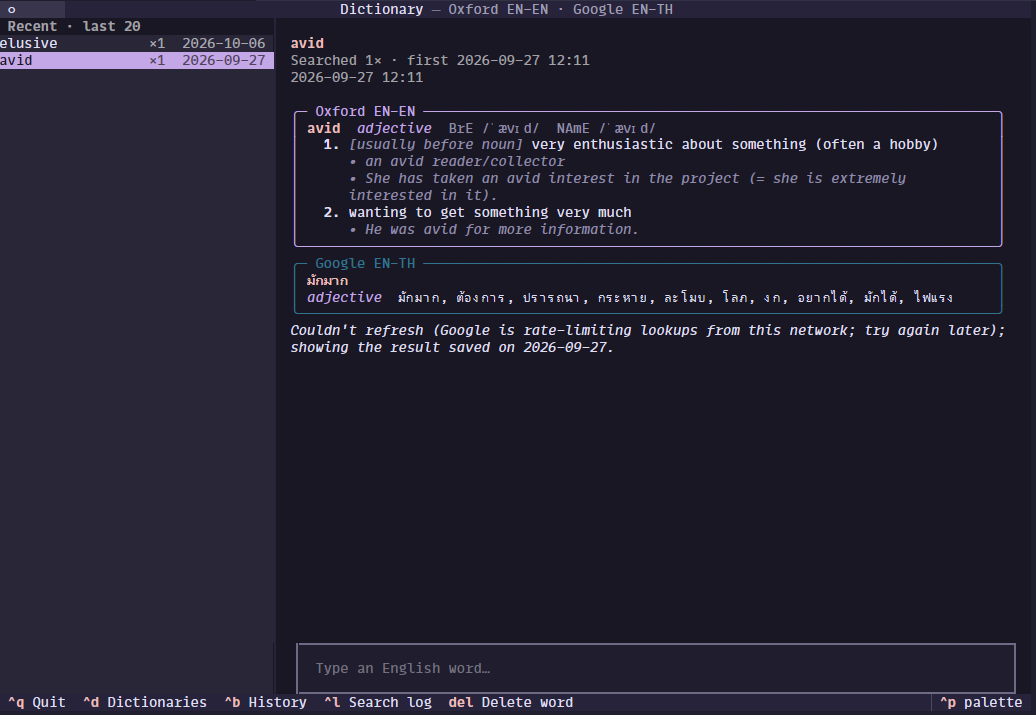 Dictionary — Oxford EN-EN · Google EN-TH
Recent · last 20
elusive ×1 2026-10-06
avid ×1 2026-09-27
avid
Searched 1× · first 2026-09-27 12:11
2026-09-27 12:11
Oxford EN-EN
avid adjective BrE /ˈævɪd/ NAmE /ˈævɪd/
1. [usually before noun] very enthusiastic about something (often a hobby)
• an avid reader/collector
• She has taken an avid interest in the project (= she is extremely
interested in it).
2. wanting to get something very much
• He was avid for more information.
Google EN-TH
มักมาก
adjective มักมาก, ต้องการ, ปรารถนา, กระหาย, ละโมบ, โลภ, งก, อยากได้, มักได้, ไฟแรง
Couldn't refresh (Google is rate-limiting lookups from this network; try again later);
showing the result saved on 2026-09-27.
Type an English word…
^q Quit ^d Dictionaries ^b History ^l Search log del Delete word ^p palette